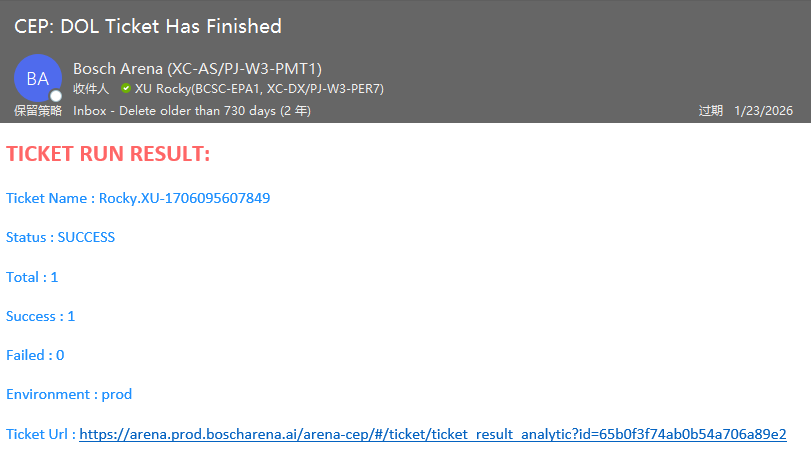 CEP: DOL Ticket Has Finished
BA
Bosch Arena (XC-AS/PJ-W3-PMT1)
收件人 XU Rocky(BCSC-EPA1, XC-DX/PJ-W3-PER7)
保留策略 Inbox - Delete older than 730 days (2 年) 过期 1/23/2026
TICKET RUN RESULT:
Ticket Name : Rocky.XU-1706095607849
Status : SUCCESS
Total : 1
Success : 1
Failed : 0
Environment : prod
Ticket Url : https://arena.prod.boscharena.ai/arena-cep/#/ticket/ticket_result_analytic?id=65b0f3f74ab0b54a706a89e2